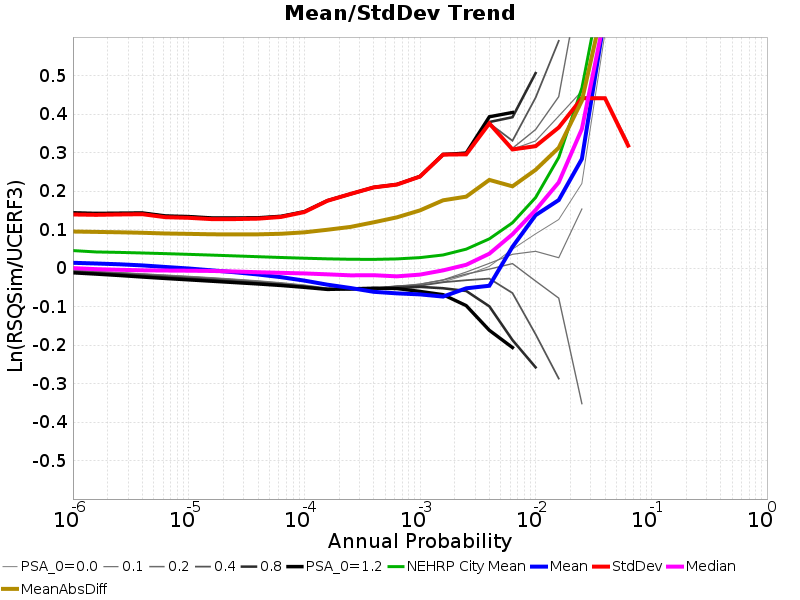 Mean/StdDev Trend
Ln(RSQSim/UCERF3)
0.5
0.4
0.3
0.2
0.1
0
-0.1
-0.2
-0.3
-0.4
-0.5
10-6 10-5 10-4 10-3 10-2 10-1 100
Annual Probability
PSA_0=0.0 0.1 0.2 0.4 0.8 PSA_0=1.2 NEHRP City Mean Mean StdDev Median
MeanAbsDiff